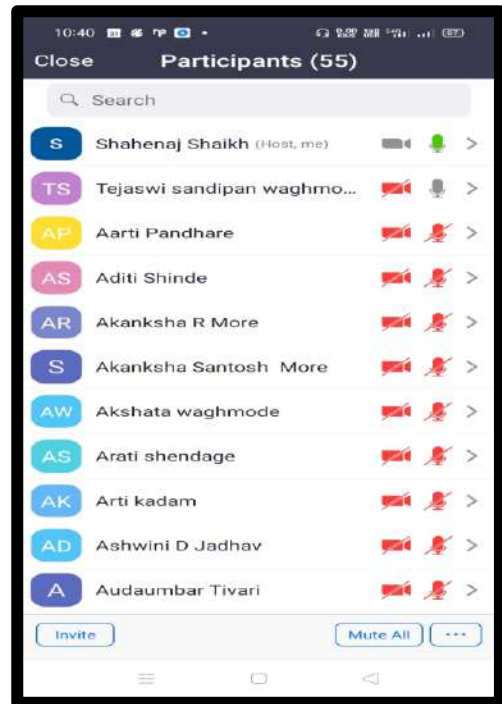 10:40
Close Participants (55)
Search
S Shahenaj Shaikh (Host, me)
TS Tejaswi sandipan waghmo...
AP Aarti Pandhare
AS Aditi Shinde
AR Akanksha R More
S Akanksha Santosh More
AW Akshata waghmode
AS Arati shendage
AK Arti kadam
AD Ashwini D Jadhav
A Audaumbar Tivari
Invite Mute All ...